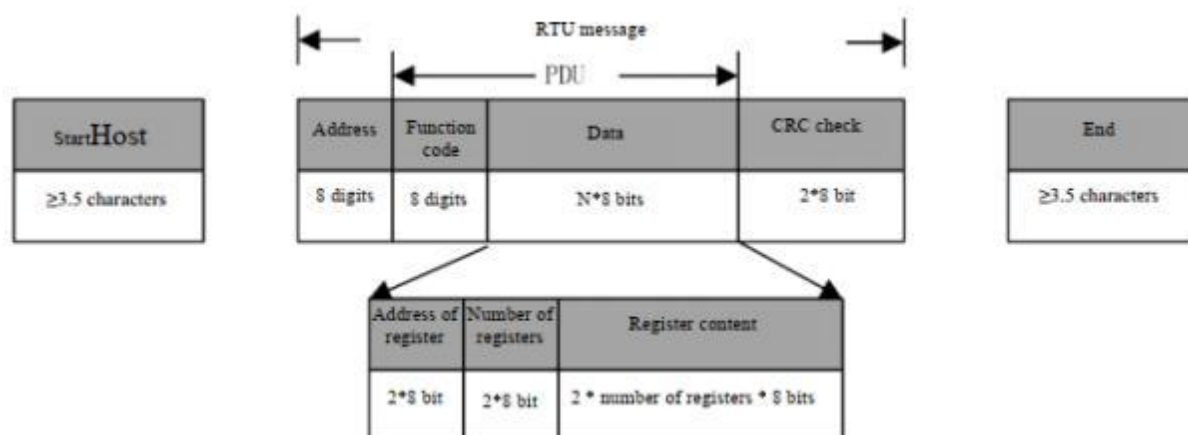 RTU message
PDU
StartHost
Address
Function
code
Data
CRC check
End
≥3.5 characters
8 digits
8 digits
N*8 bits
2*8 bit
≥3.5 characters
Address of
register
Number of
registers
Register content
2*8 bit
2*8 bit
2 * number of registers * 8 bits